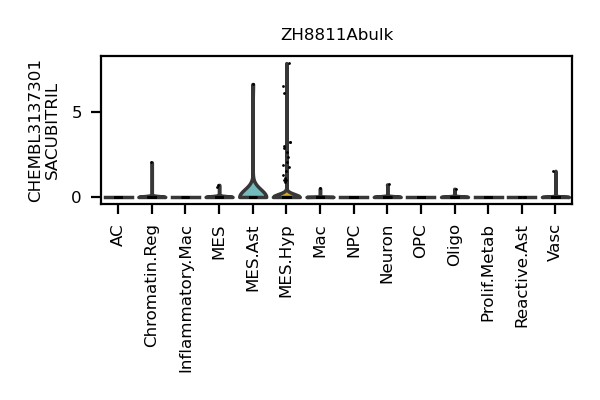 ZH8811Abulk
CHEMBL3137301
SACUBITRIL
5
0
AC
Chromatin.Reg
Inflammatory.Mac
MES
MES.Ast
MES.Hyp
Mac
NPC
Neuron
OPC
Oligo
Prolif.Metab
Reactive.Ast
Vasc